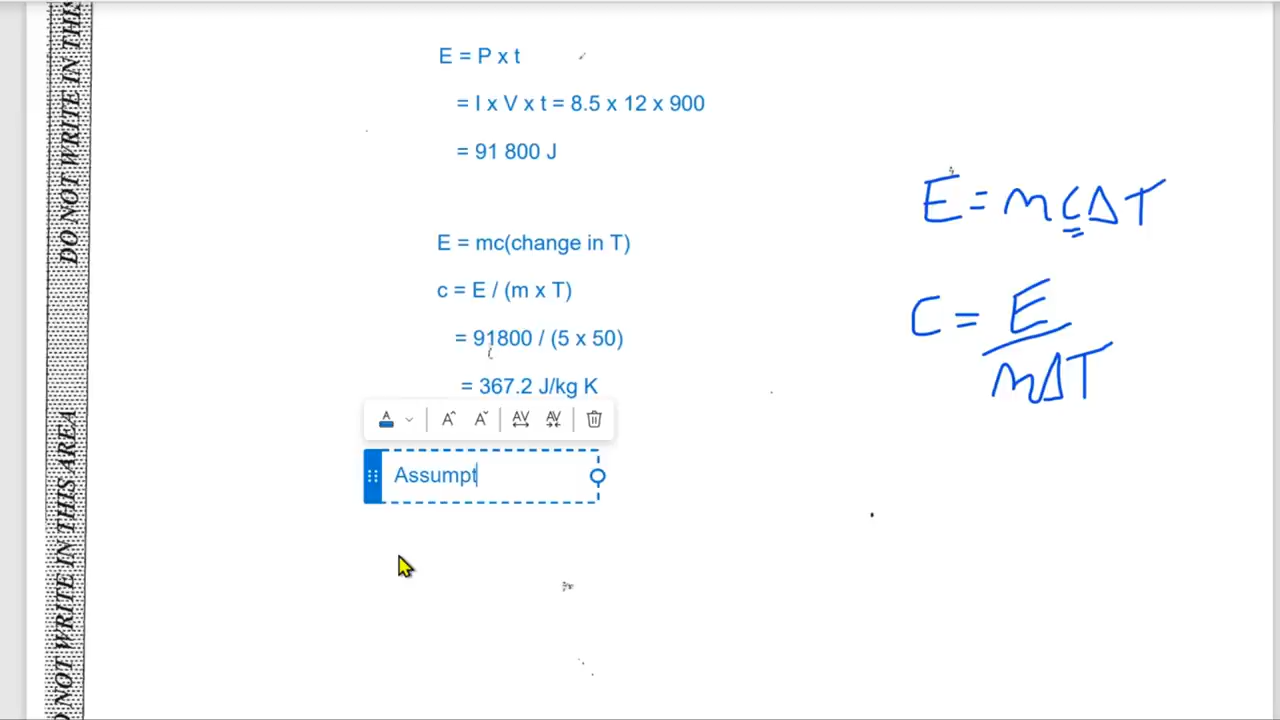 DO NOT WRITE IN THIS
DO NOT WRITE IN THIS AREA
E = P x t
= I x V x t = 8.5 x 12 x 900
= 91 800 J
E = mc(change in T)
c = E / (m x T)
= 91800 / (5 x 50)
= 367.2 J/kg K
Assumpt
E = mcΔT
C = E
mΔT